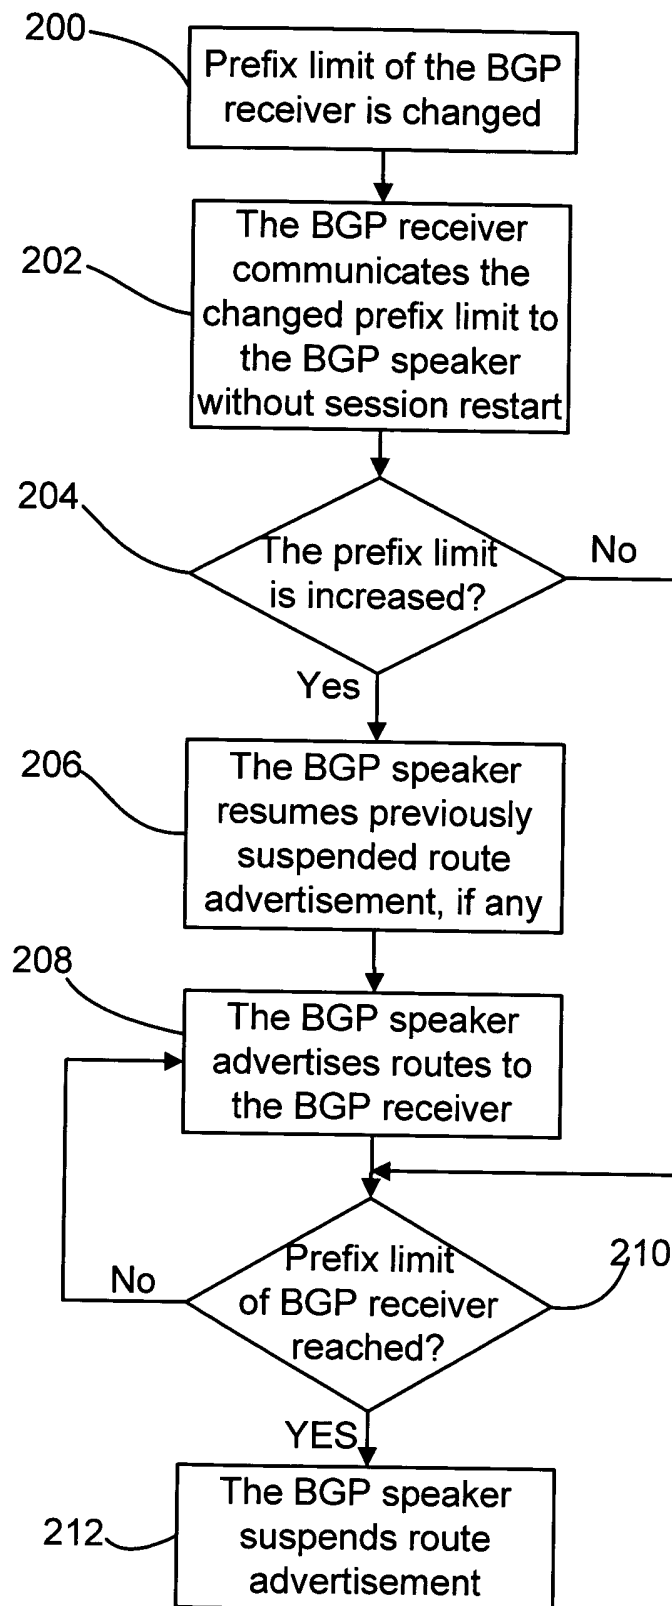 200
Prefix limit of the BGP
receiver is changed
202
The BGP receiver
communicates the
changed prefix limit to
the BGP speaker
without session restart
204
The prefix limit
is increased?
No
Yes
206
The BGP speaker
resumes previously
suspended route
advertisement, if any
208
The BGP speaker
advertises routes to
the BGP receiver
210
Prefix limit
of BGP receiver
reached?
No
YES
212
The BGP speaker
suspends route
advertisement